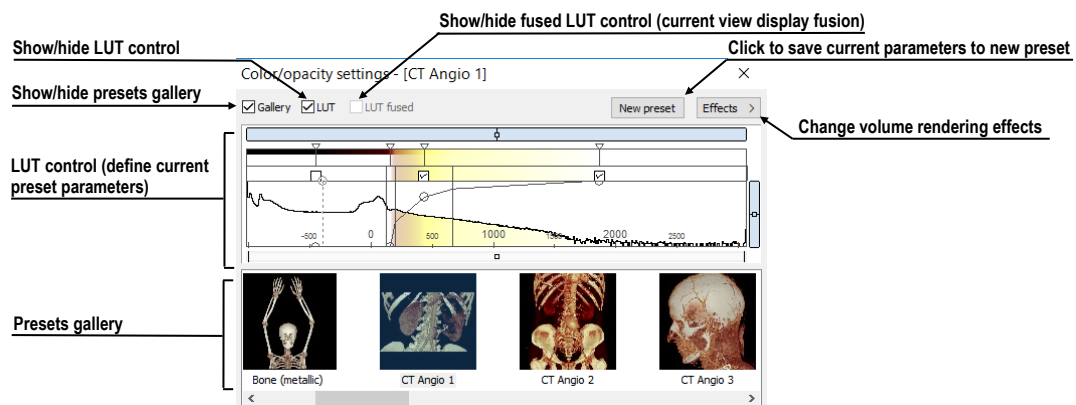 Show/hide fused LUT control (current view display fusion)
Show/hide LUT control
Click to save current parameters to new preset
Color/opacity settings - [CT Angio 1]
Show/hide presets gallery
Gallery LUT LUT fused New preset Effects >
Change volume rendering effects
LUT control (define current
preset parameters)
-500 0 500 1000 1500 2000 2500
Presets gallery
Bone (metallic) CT Angio 1 CT Angio 2 CT Angio 3